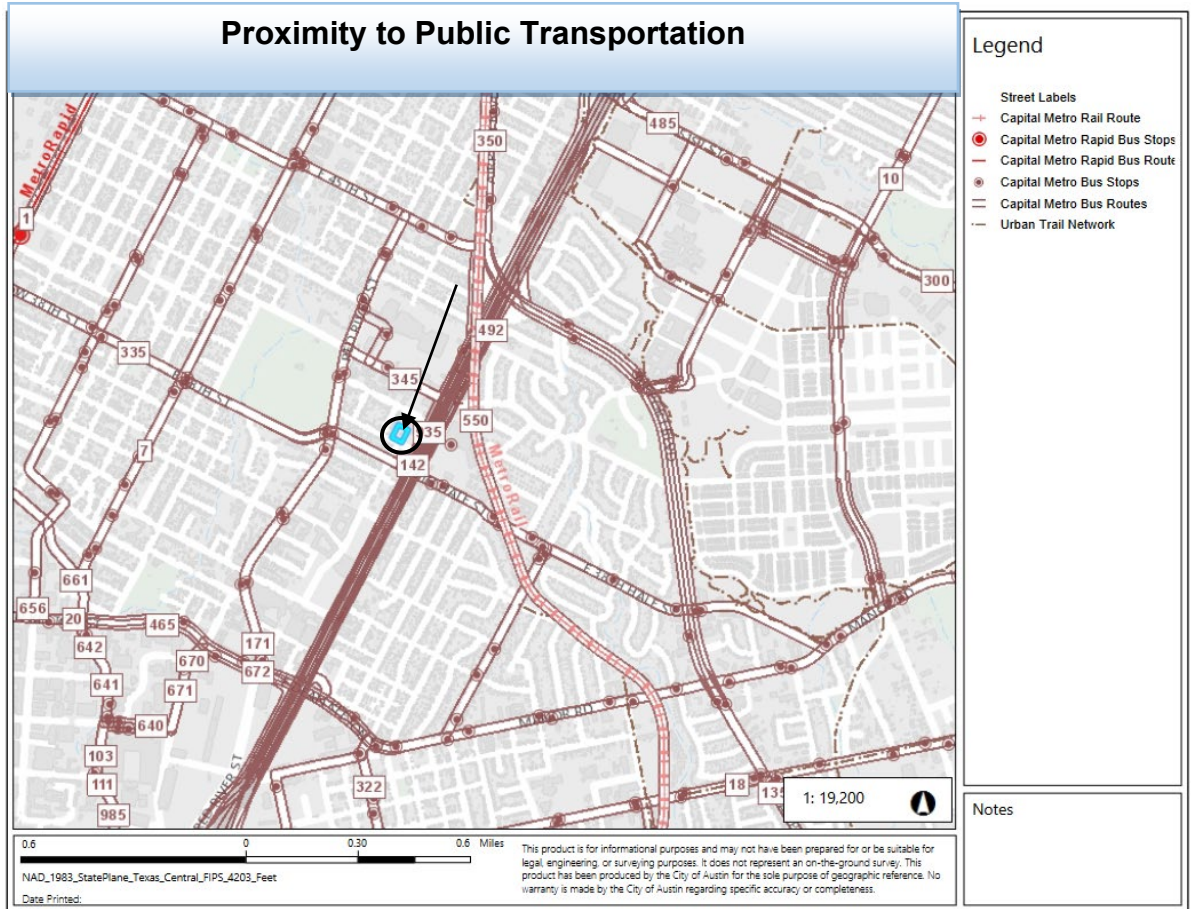 Proximity to Public Transportation
Legend
Street Labels
Capital Metro Rail Route
Capital Metro Rapid Bus Stops
Capital Metro Rapid Bus Route
Capital Metro Bus Stops
Capital Metro Bus Routes
Urban Trail Network
MetroRapid
1
350
485
10
300
E 45TH ST
W 38TH ST
335
492
345
550
335
142
7
MetroRail
661
656
20
465
642
670
171
672
641
671
640
103
111
985
322
MANOR RD
18
135
1: 19,200
Notes
0.6
0
0.30
0.6 Miles
NAD_1983_StatePlane_Texas_Central_FIPS_4203_Feet
Date Printed:
This product is for informational purposes and may not have been prepared for or be suitable for
legal, engineering, or surveying purposes. It does not represent an on-the-ground survey. This
product has been produced by the City of Austin for the sole purpose of geographic reference. No
warranty is made by the City of Austin regarding specific accuracy or completeness.